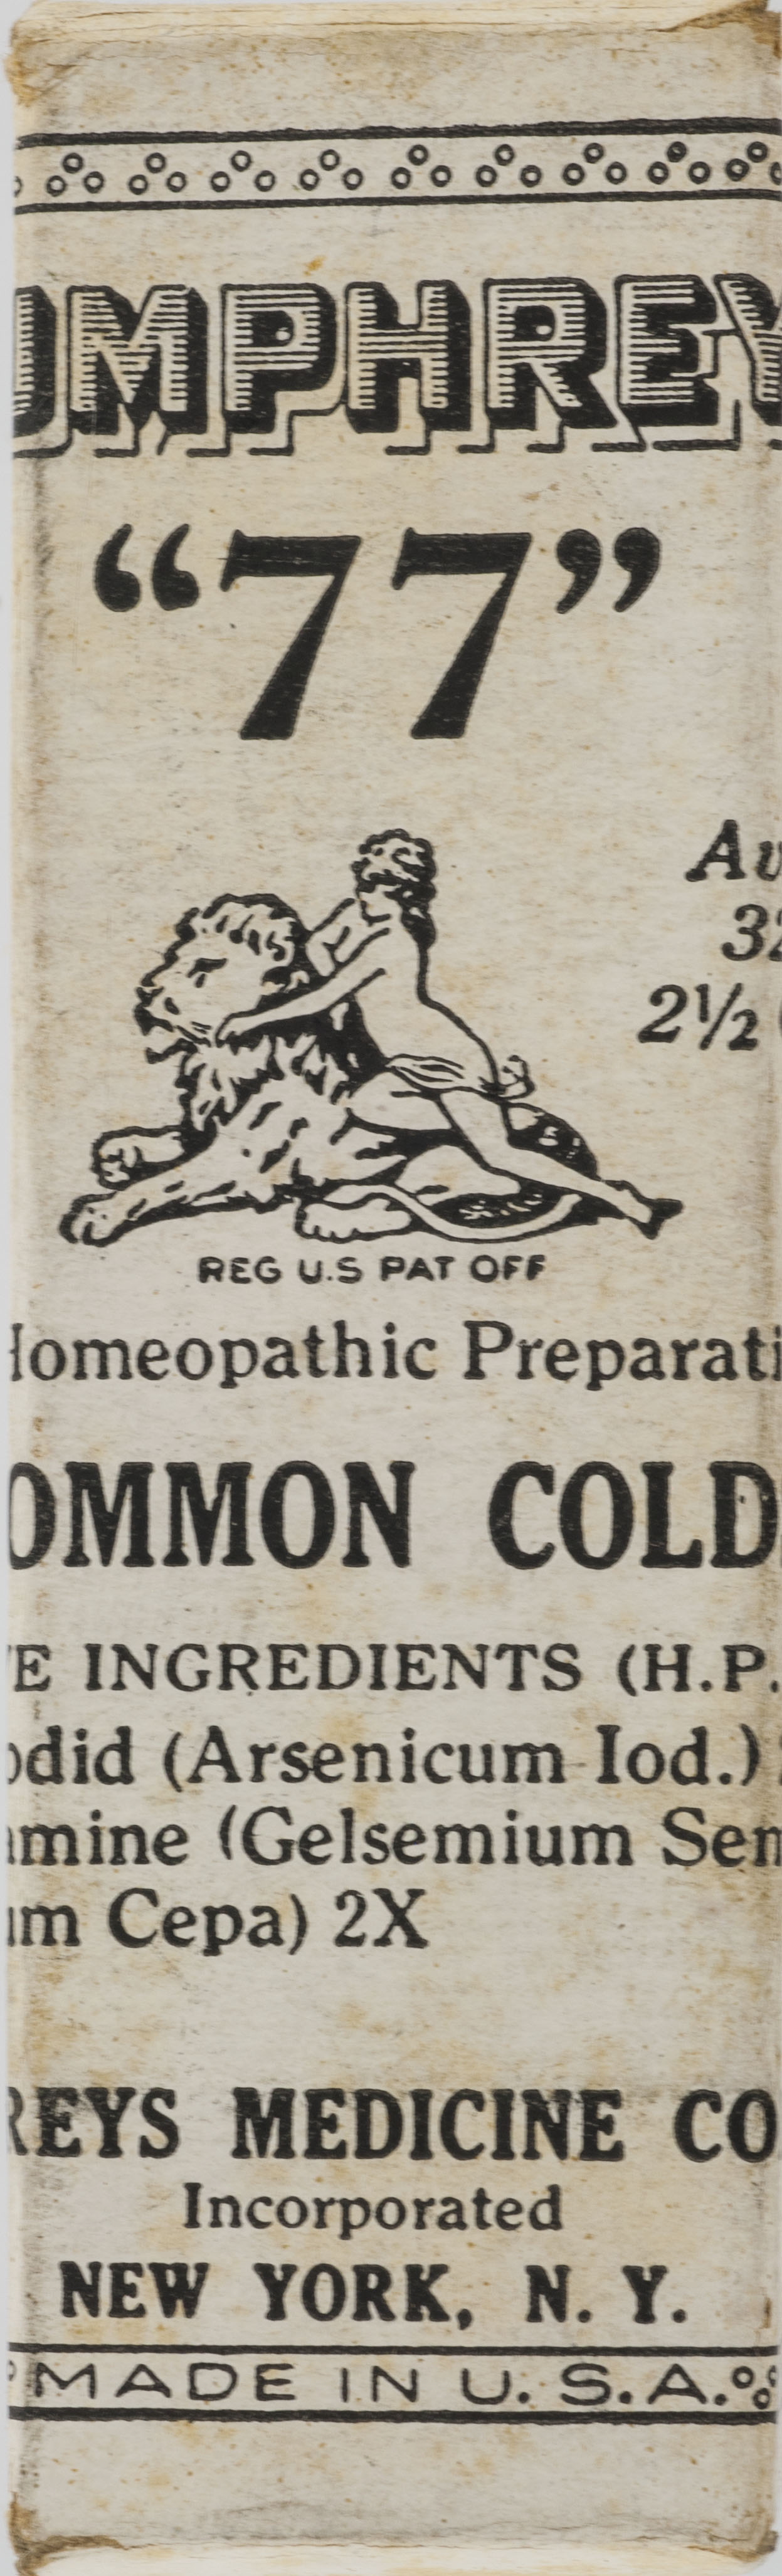 UMPHREY
“77”
Au
32
2½
REG U.S PAT OFF
Homeopathic Preparati
OMMON COLD
E INGREDIENTS (H.P.
odid (Arsenicum Iod.)
amine (Gelsemium Sem
um Cepa) 2X
REYS MEDICINE CO
Incorporated
NEW YORK, N. Y.
MADE IN U. S. A.